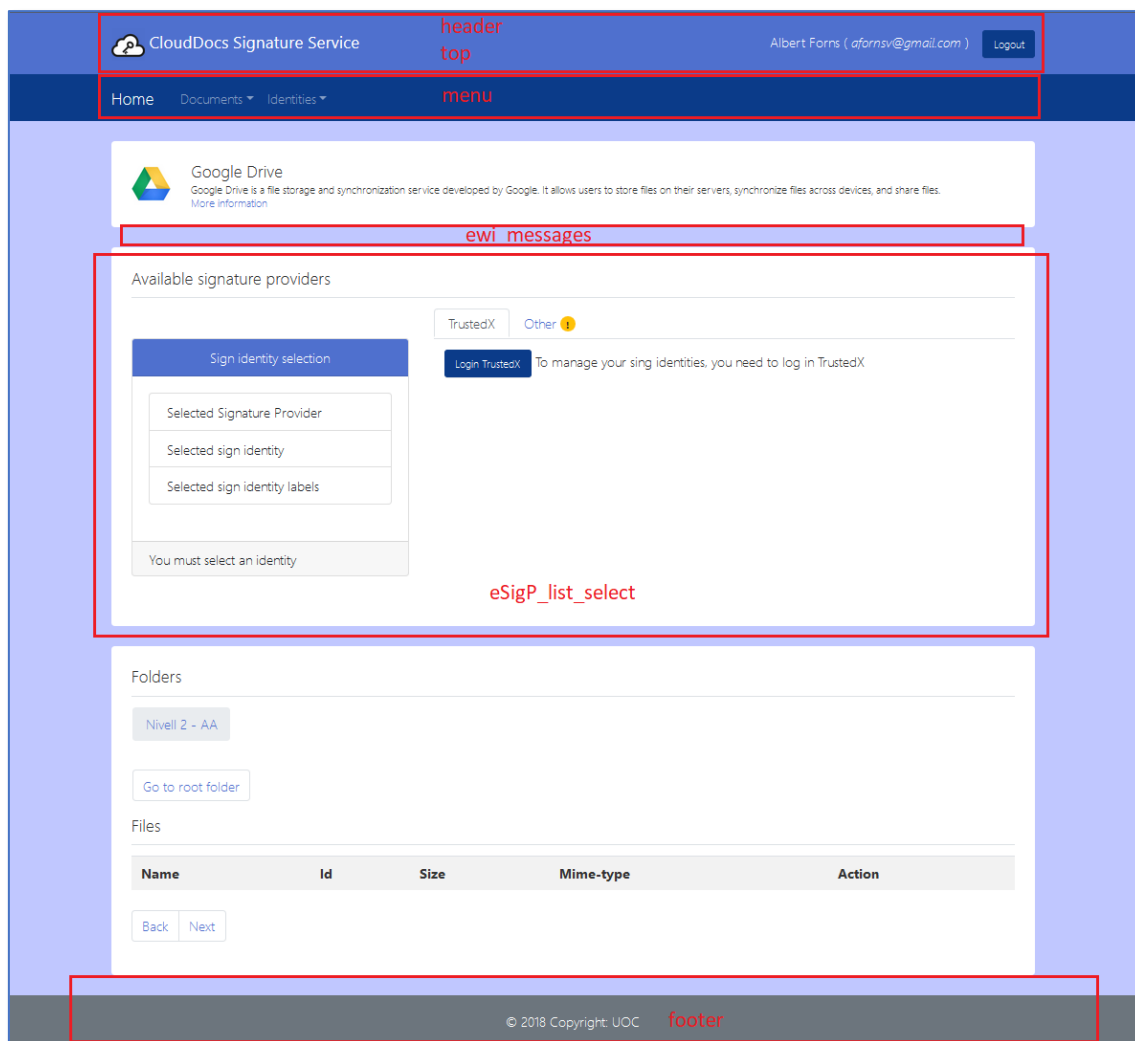 header
CloudDocs Signature Service
Albert Forns ( afornsv@gmail.com )
Logout
top
Home Documents Identities
menu
Google Drive
Google Drive is a file storage and synchronization service developed by Google. It allows users to store files on their servers, synchronize files across devices, and share files.
More information
ewi_messages
Available signature providers
TrustedX Other !
Sign identity selection
Login TrustedX To manage your sing identities, you need to log in TrustedX
Selected Signature Provider
Selected sign identity
Selected sign identity labels
You must select an identity
eSigP_list_select
Folders
Nivell 2 - AA
Go to root folder
Files
Name Id Size Mime-type Action
Back Next
© 2018 Copyright: UOC
footer